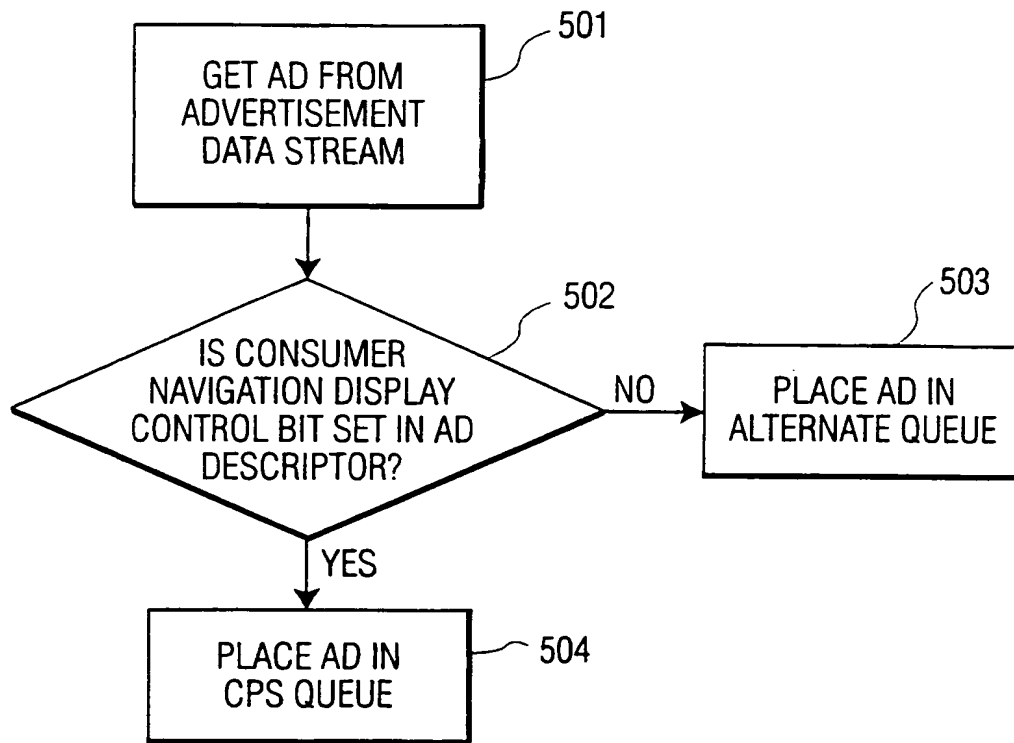 501
GET AD FROM
ADVERTISEMENT
DATA STREAM
502
IS CONSUMER
NAVIGATION DISPLAY
CONTROL BIT SET IN AD
DESCRIPTOR?
NO
503
PLACE AD IN
ALTERNATE QUEUE
YES
504
PLACE AD IN
CPS QUEUE